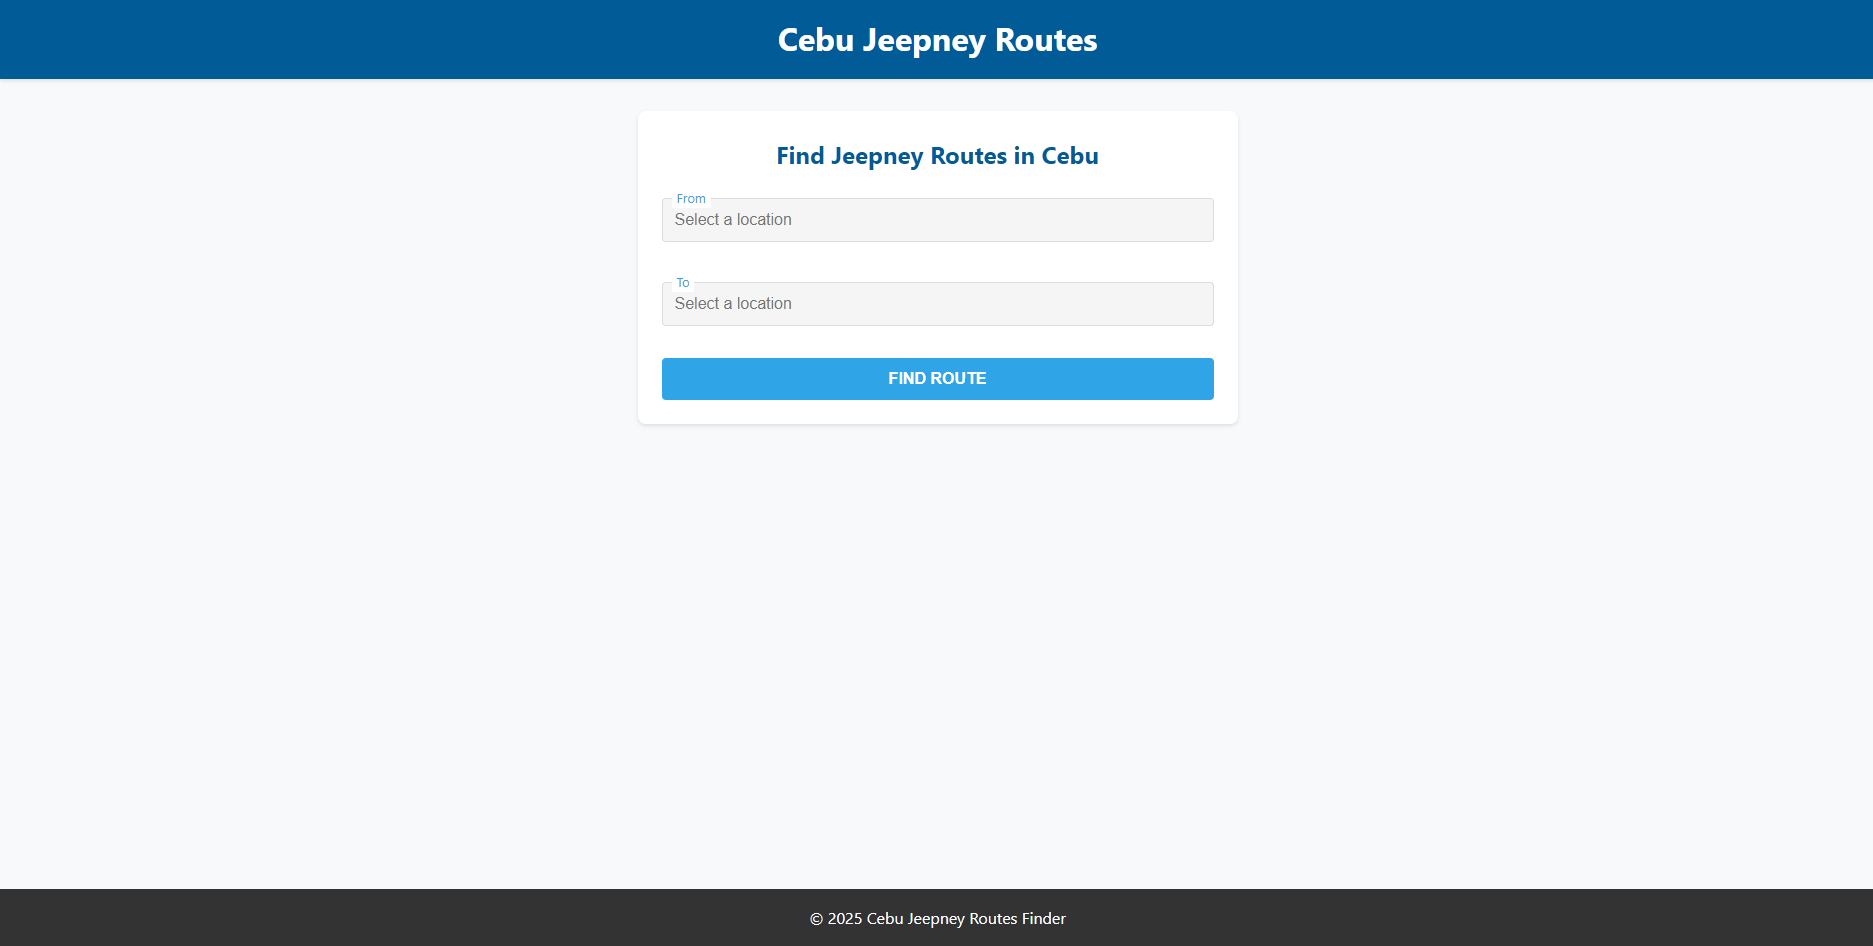 Cebu Jeepney Routes
Find Jeepney Routes in Cebu
From
Select a location
To
Select a location
FIND ROUTE
© 2025 Cebu Jeepney Routes Finder